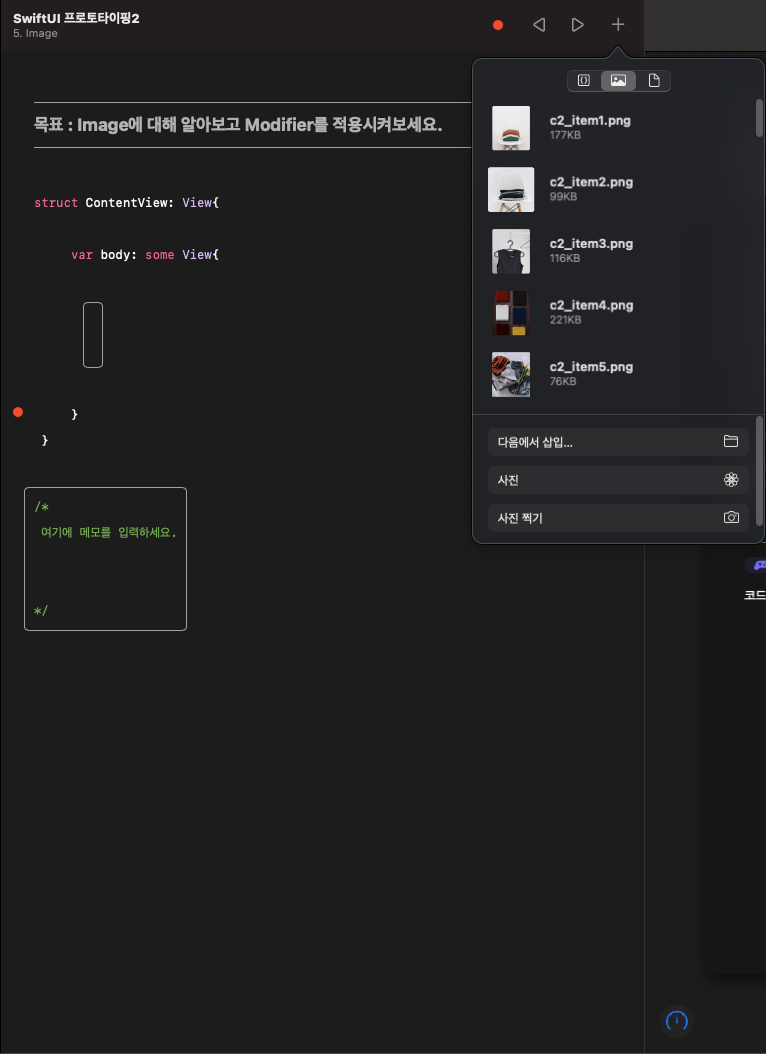 SwiftUI 프로토타이핑2
5. Image
목표 : Image에 대해 알아보고 Modifier를 적용시켜보세요.
struct ContentView: View{
var body: some View{
}
}
/*
여기에 메모를 입력하세요.
*/
c2_item1.png
177KB
c2_item2.png
99KB
c2_item3.png
116KB
c2_item4.png
221KB
c2_item5.png
76KB
다음에서 삽입...
사진
사진 찍기
코드